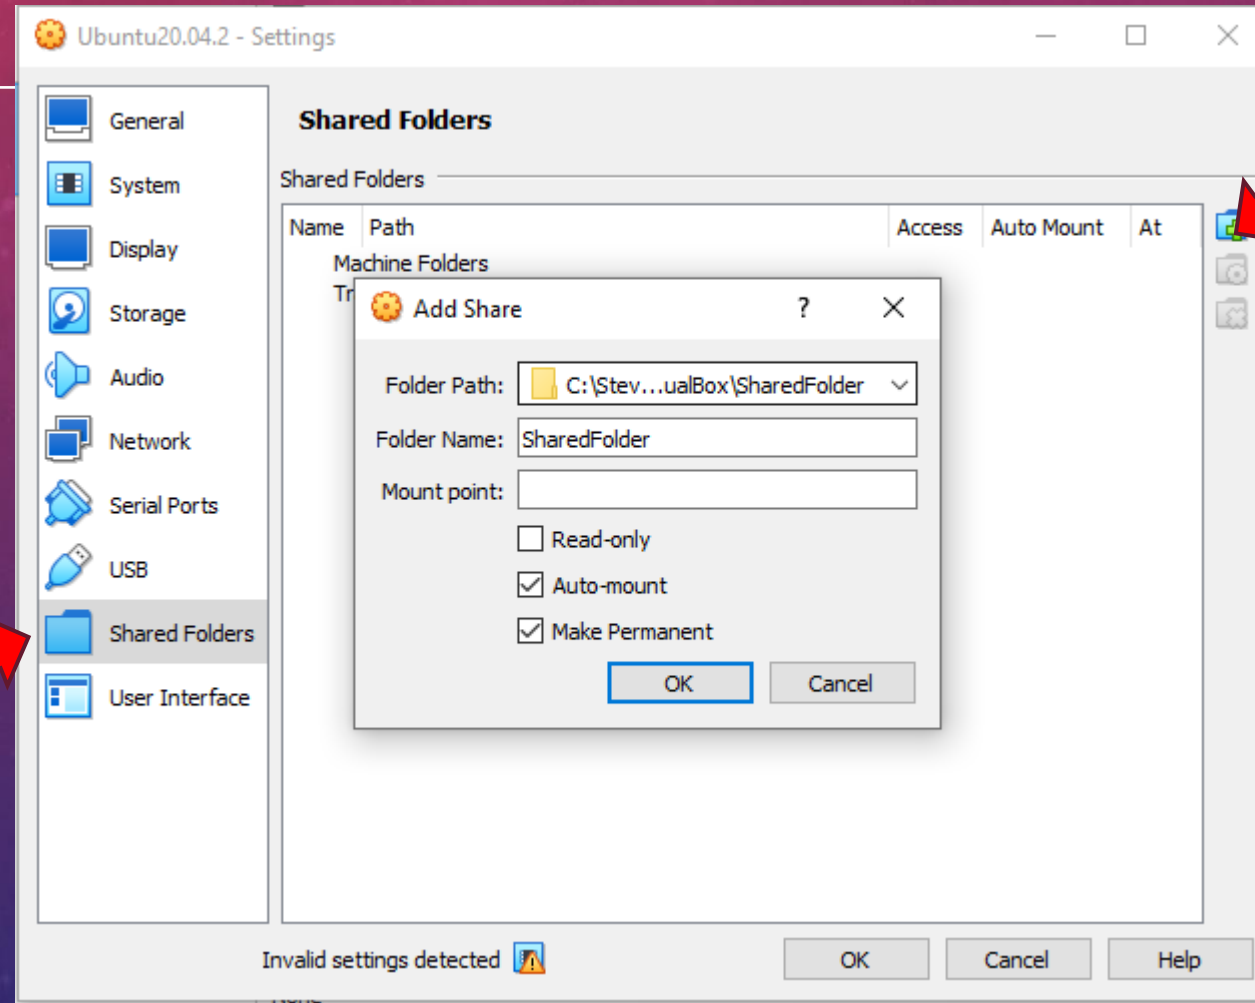 Ubuntu20.04.2 - Settings
General
System
Display
Storage
Audio
Network
Serial Ports
USB
Shared Folders
User Interface
Shared Folders
Shared Folders
Name Path Access Auto Mount At
Machine Folders
Tr
Add Share ?
Folder Path: C:\Stev...ualBox\SharedFolder
Folder Name: SharedFolder
Mount point:
Read-only
Auto-mount
Make Permanent
OK Cancel
Invalid settings detected
OK Cancel Help